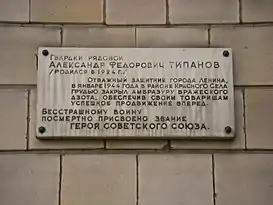 Гвардии рядовой
Александр Федорович Типанов
/родился в 1924 г./
Отважный защитник города Ленина,
в январе 1944 года в районе Красного Села
грудью закрыл амбразуру вражеского
дзота, обеспечив своим товарищам
успешное продвижение вперед.
Бесстрашному воину
посмертно присвоено звание
Героя Советского Союза.